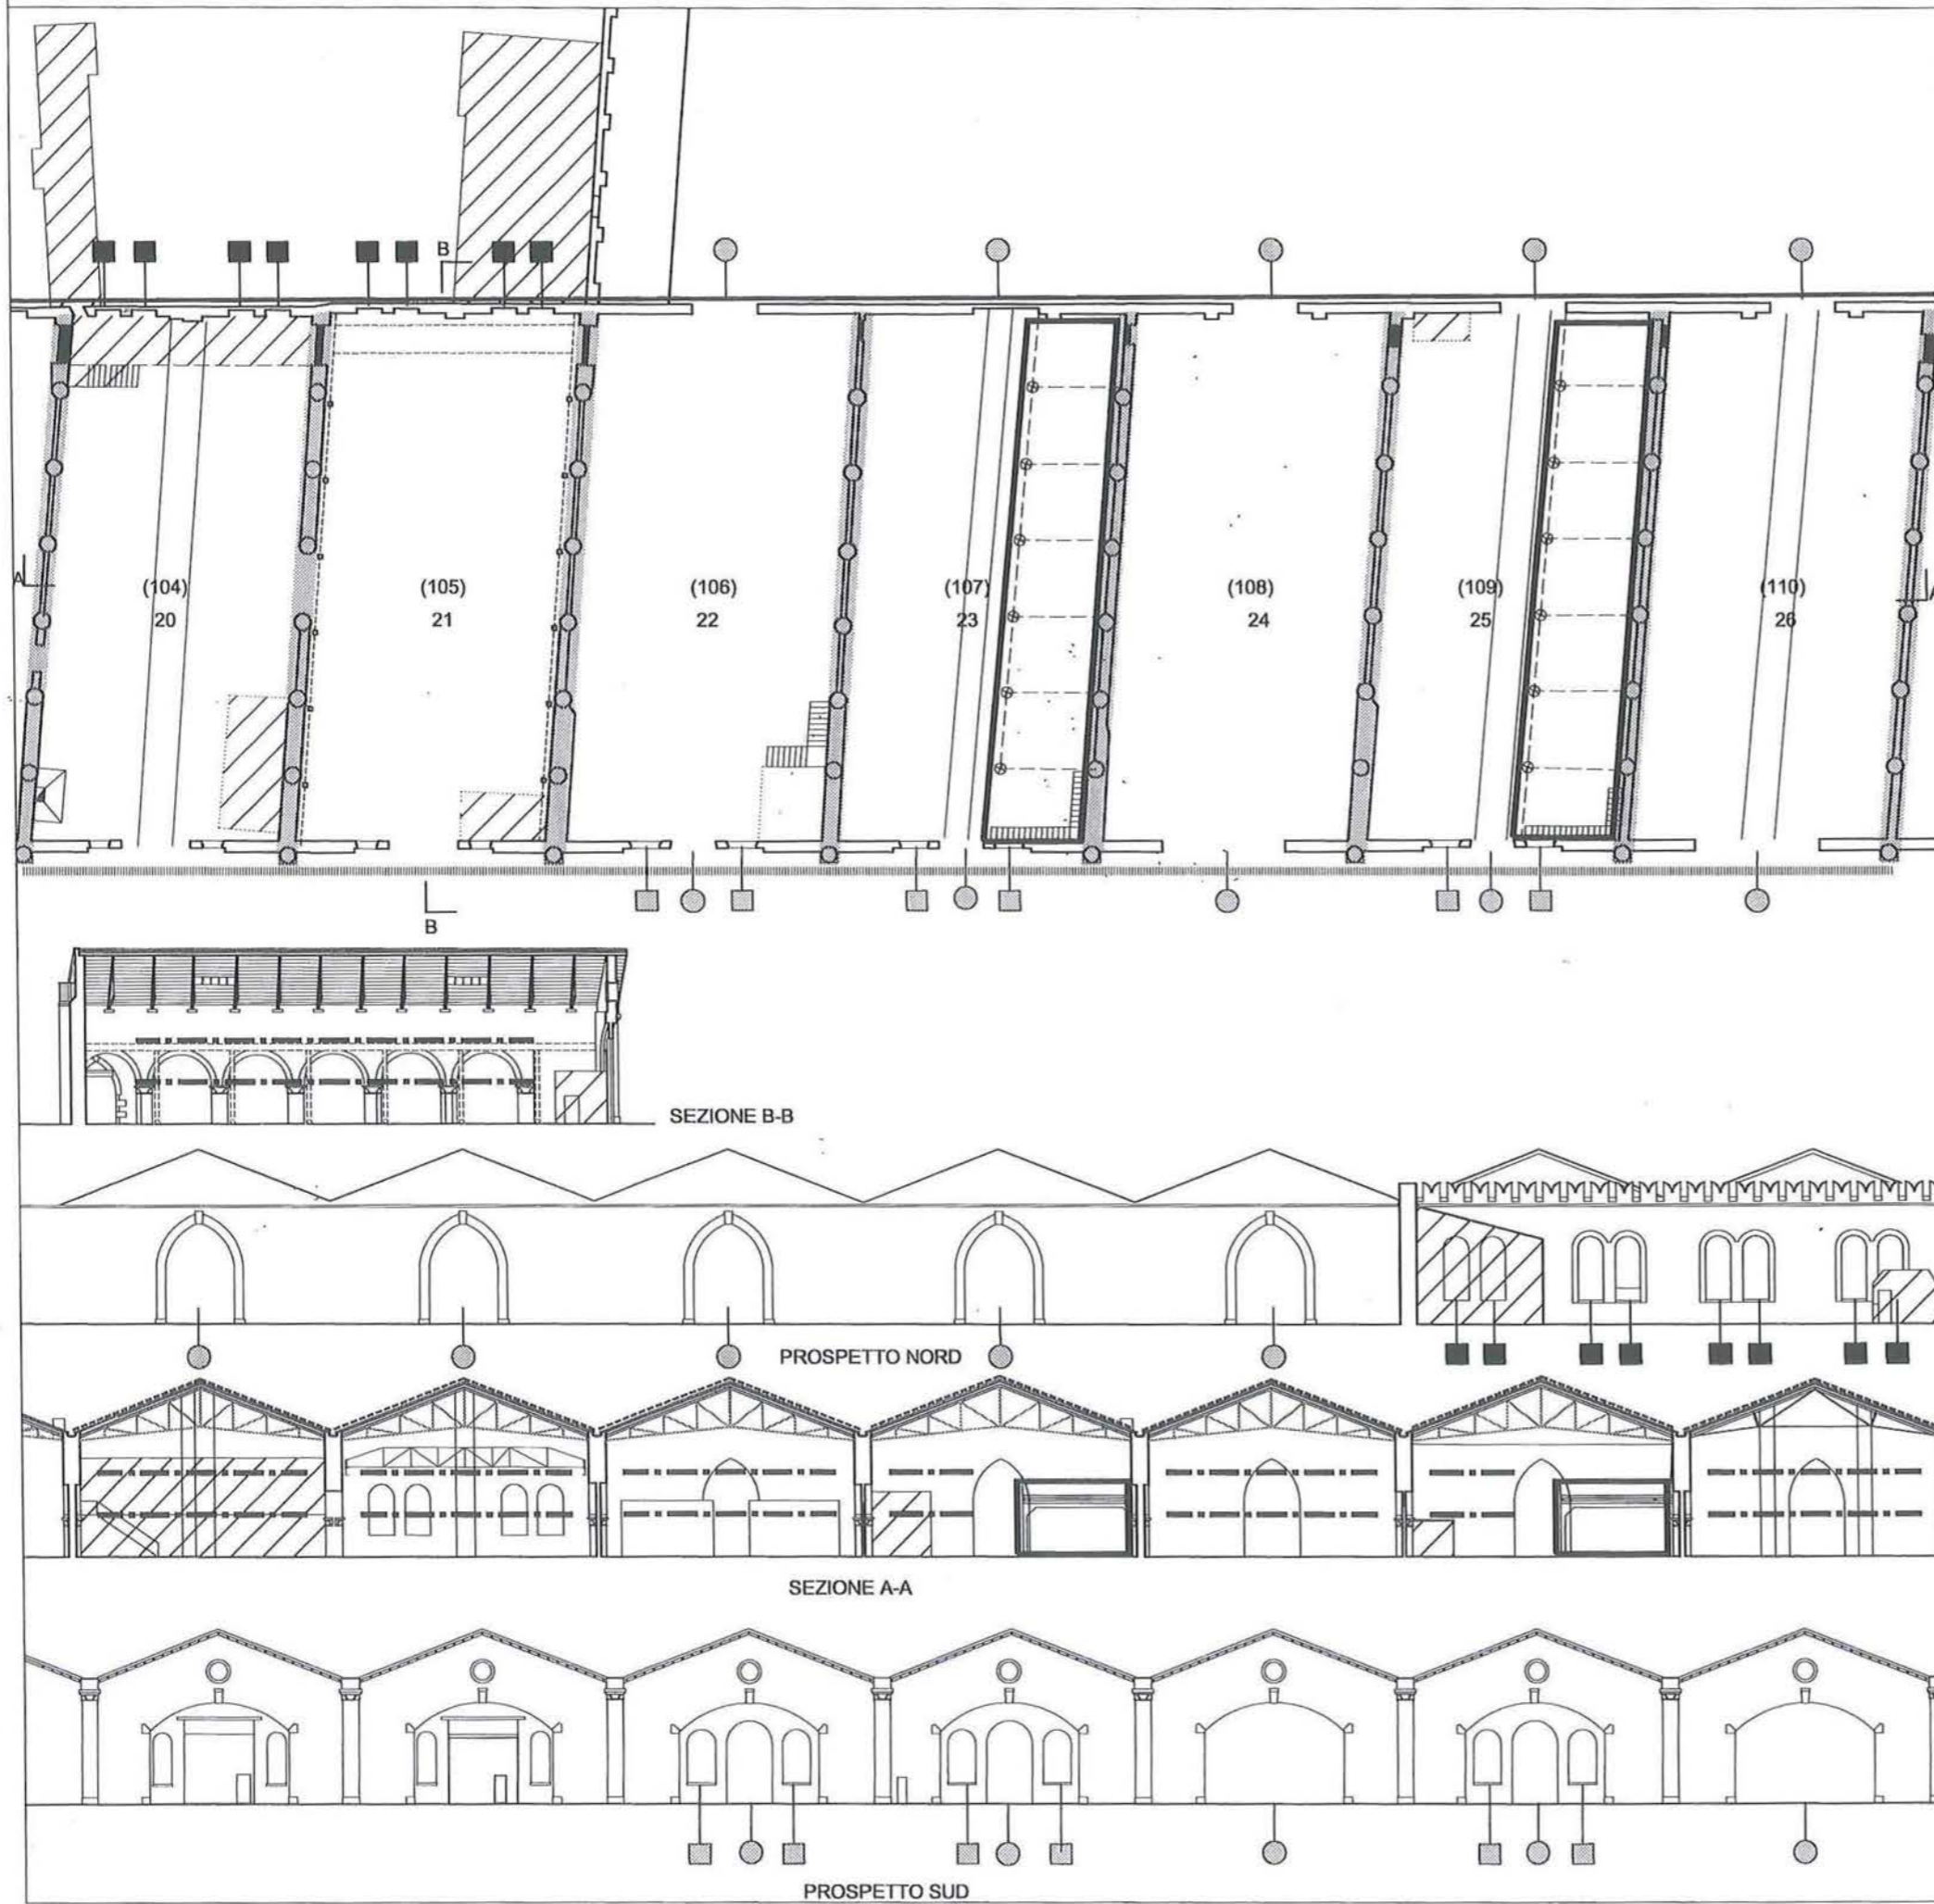 B
A
(104)
(105)
(106)
(107)
(108)
(109)
(110)
A
20
21
22
23
24
25
26
B
SEZIONE B-B
PROSPETTO NORD
SEZIONE A-A
PROSPETTO SUD